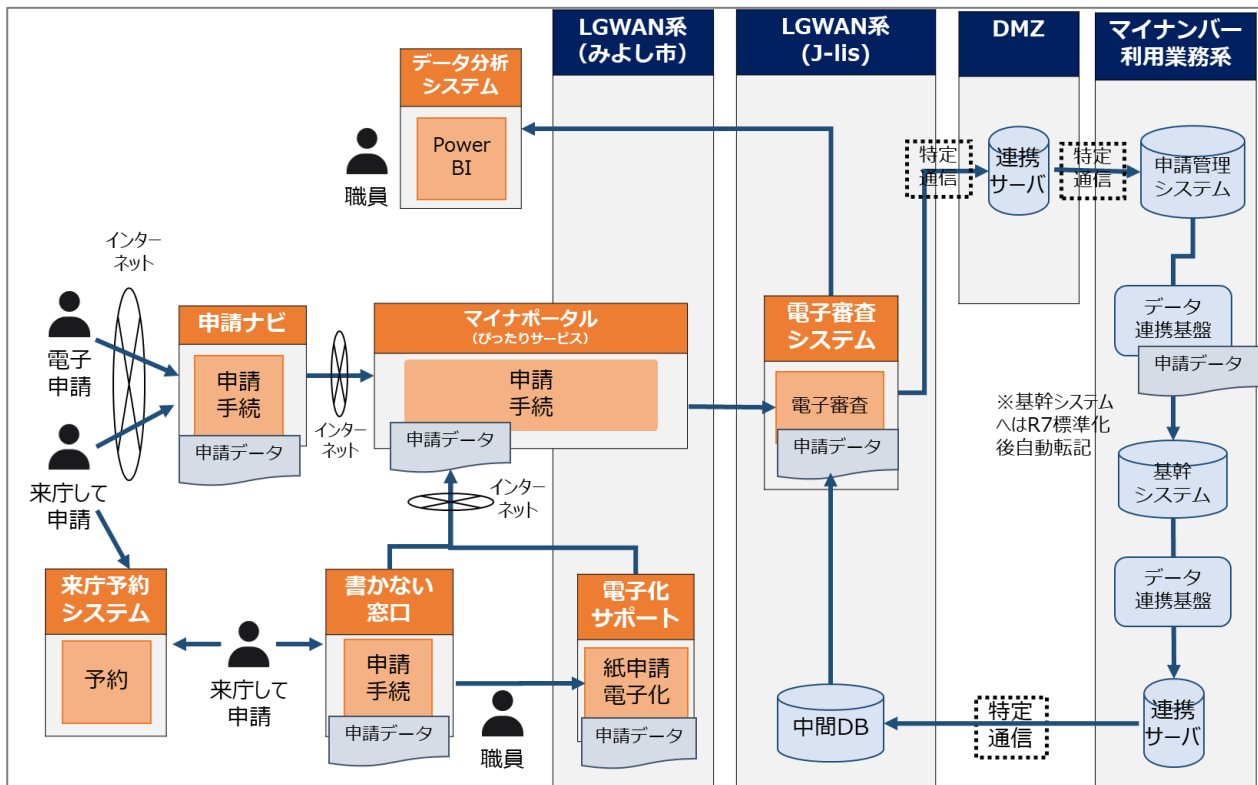 LGWAN系
（みよし市）
LGWAN系
(J-lis)
DMZ
マイナンバー
利用業務系
データ分析
システム
Power
BI
職員
特定
通信
連携
サーバ
特定
通信
申請管理
システム
インター
ネット
電子
申請
来庁して
申請
申請ナビ
申請
手続
申請データ
インター
ネット
マイナポータル
（ぴったりサービス）
申請
手続
申請データ
インター
ネット
電子審査
システム
電子審査
申請データ
データ
連携基盤
申請データ
※基幹システム
へはR7標準化
後自動転記
基幹
システム
来庁予約
システム
予約
来庁して
申請
書かない
窓口
申請
手続
申請データ
職員
電子化
サポート
紙申請
電子化
申請データ
データ
連携基盤
中間DB
特定
通信
連携
サーバ